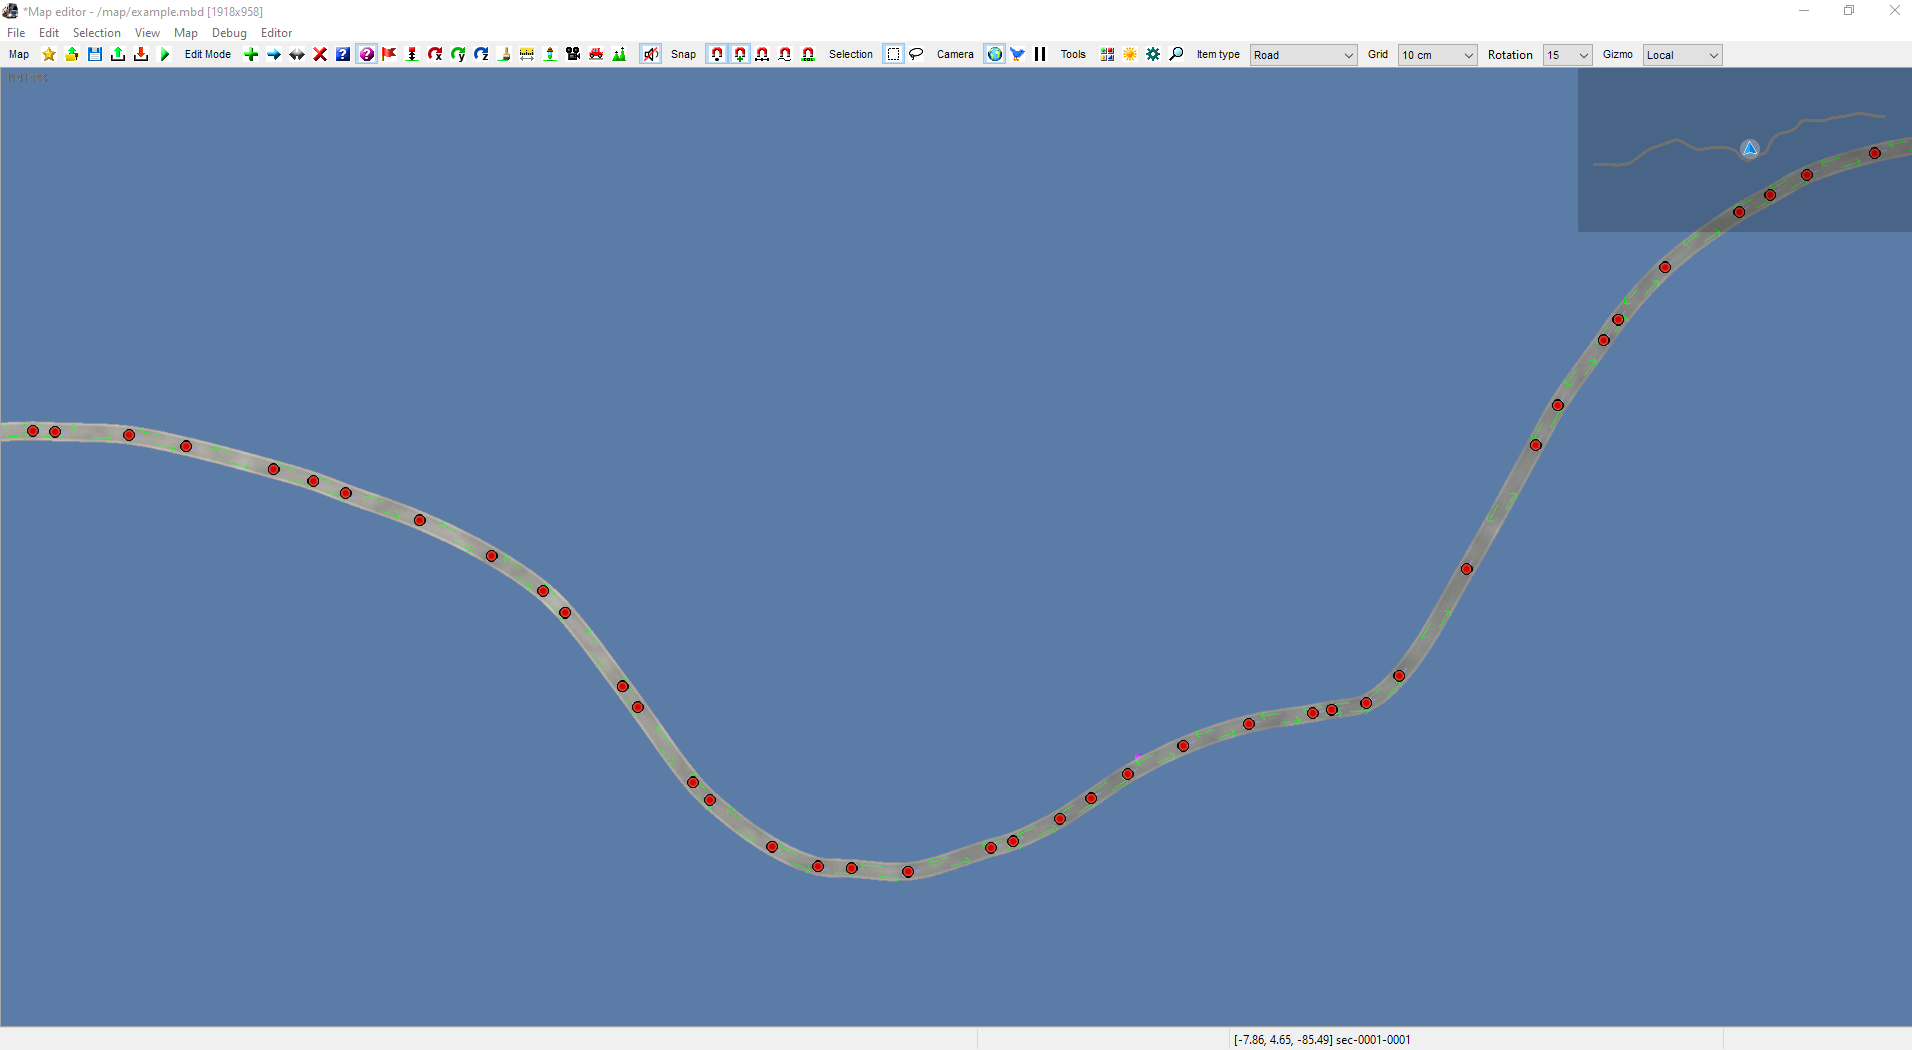 *Map editor - /map/example.mbd [1918x958]
File Edit Selection View Map Debug Editor
Map Edit Mode Snap Selection Camera Tools Item type Road Grid 10 cm Rotation 15 Gizmo Local
[-7.86, 4.65, -85.49] sec-0001-0001